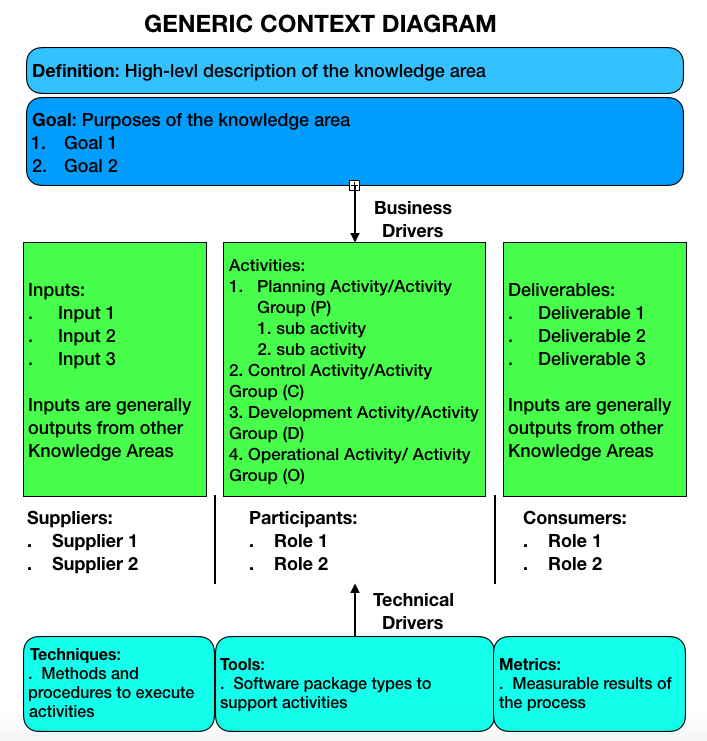 GENERIC CONTEXT DIAGRAM
Definition: High-levl description of the knowledge area
Goal: Purposes of the knowledge area
1. Goal 1
2. Goal 2
Business
Drivers
Inputs:
. Input 1
. Input 2
. Input 3
Inputs are generally
outputs from other
Knowledge Areas
Activities:
1. Planning Activity/Activity
Group (P)
1. sub activity
2. sub activity
2. Control Activity/Activity
Group (C)
3. Development Activity/Activity
Group (D)
4. Operational Activity/ Activity
Group (O)
Deliverables:
. Deliverable 1
. Deliverable 2
. Deliverable 3
Inputs are generally
outputs from other
Knowledge Areas
Suppliers:
. Supplier 1
. Supplier 2
Participants:
. Role 1
. Role 2
Consumers:
. Role 1
. Role 2
Technical
Drivers
Techniques:
. Methods and
procedures to execute
activities
Tools:
. Software package types to
support activities
Metrics:
. Measurable results of
the process